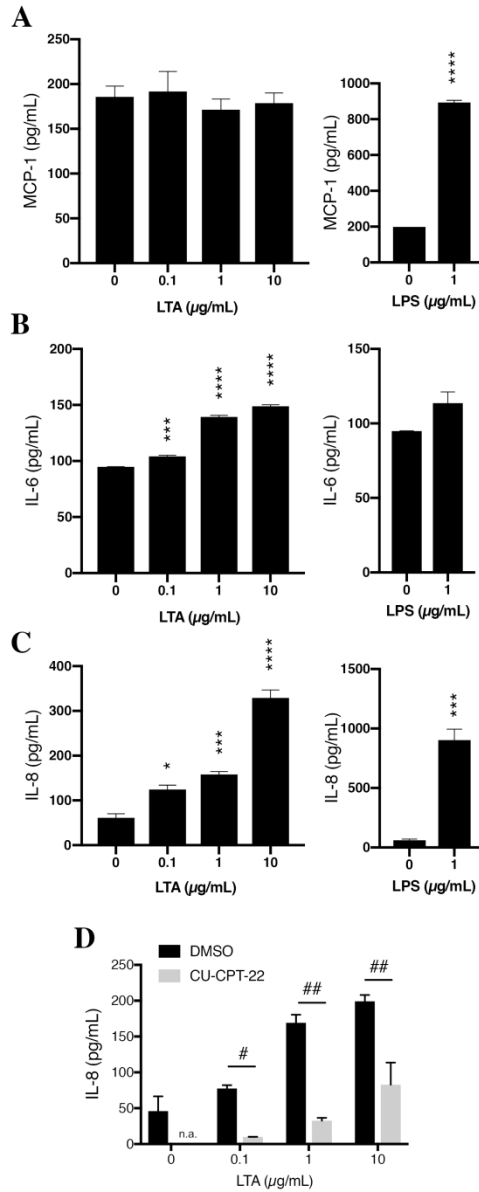 A
MCP-1 (pg/mL)
250
200
150
100
50
0
0 0.1 1 10
LTA (µg/mL)
MCP-1 (pg/mL)
1000
800
600
400
200
0
****
0 1
LPS (µg/mL)
B
IL-6 (pg/mL)
200
150
100
50
0
*** **** ****
0 0.1 1 10
LTA (µg/mL)
IL-6 (pg/mL)
150
100
50
0
0 1
LPS (µg/mL)
C
IL-8 (pg/mL)
400
300
200
100
0
* *** ****
0 0.1 1 10
LTA (µg/mL)
IL-8 (pg/mL)
1500
1000
500
0
***
0 1
LPS (µg/mL)
D
DMSO
CU-CPT-22
IL-8 (pg/mL)
250
200
150
100
50
0
n.a. # ## ##
0 0.1 1 10
LTA (µg/mL)